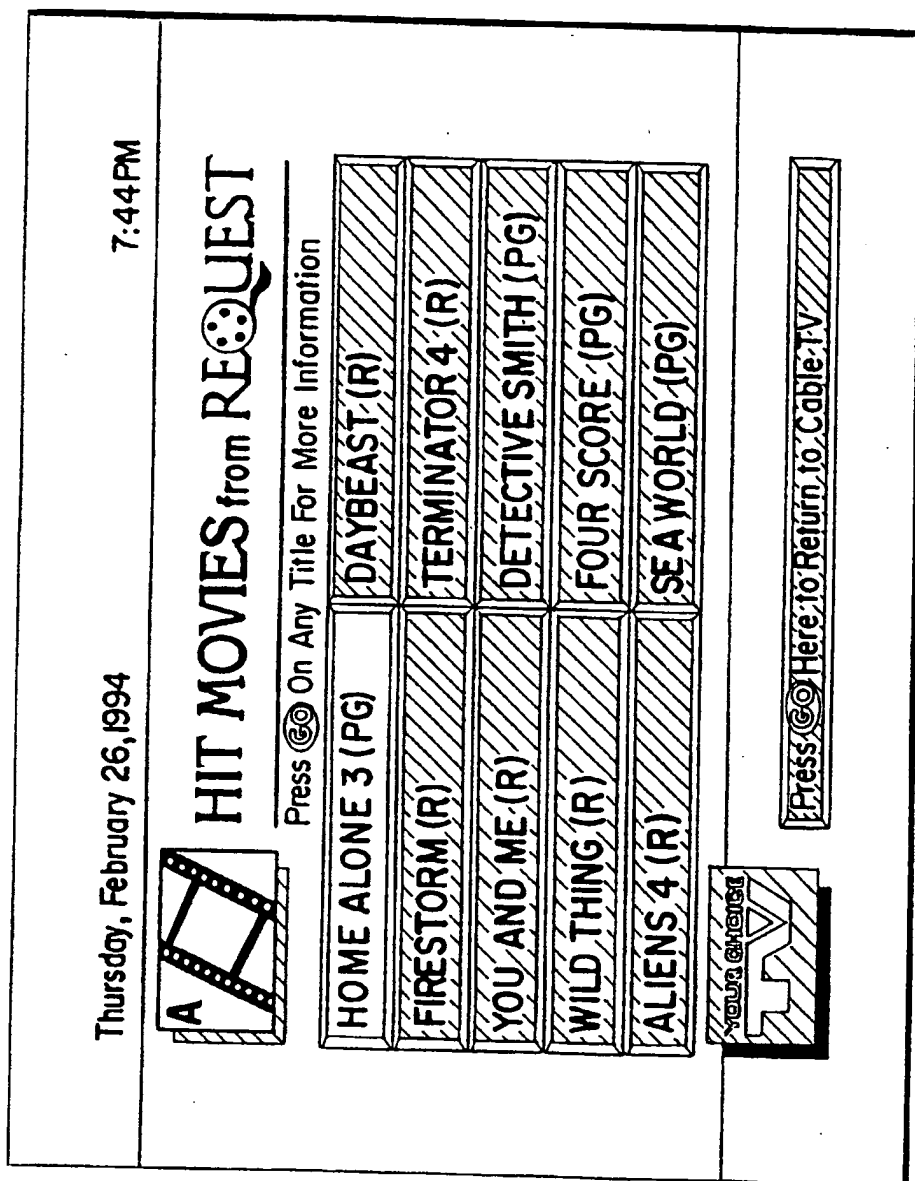 Thursday, February 26, 1994 7:44 PM
A
HIT MOVIES from REQUEST
Press GO On Any Title For More Information
HOME ALONE 3 (PG) DAYBEAST (R)
FIRESTORM (R) TERMINATOR 4 (R)
YOU AND ME (R) DETECTIVE SMITH (PG)
WILD THING (R) FOUR SCORE (PG)
ALIENS 4 (R) SEA WORLD (PG)
YOUR CHOICE
TV
Press GO Here to Return to Cable TV